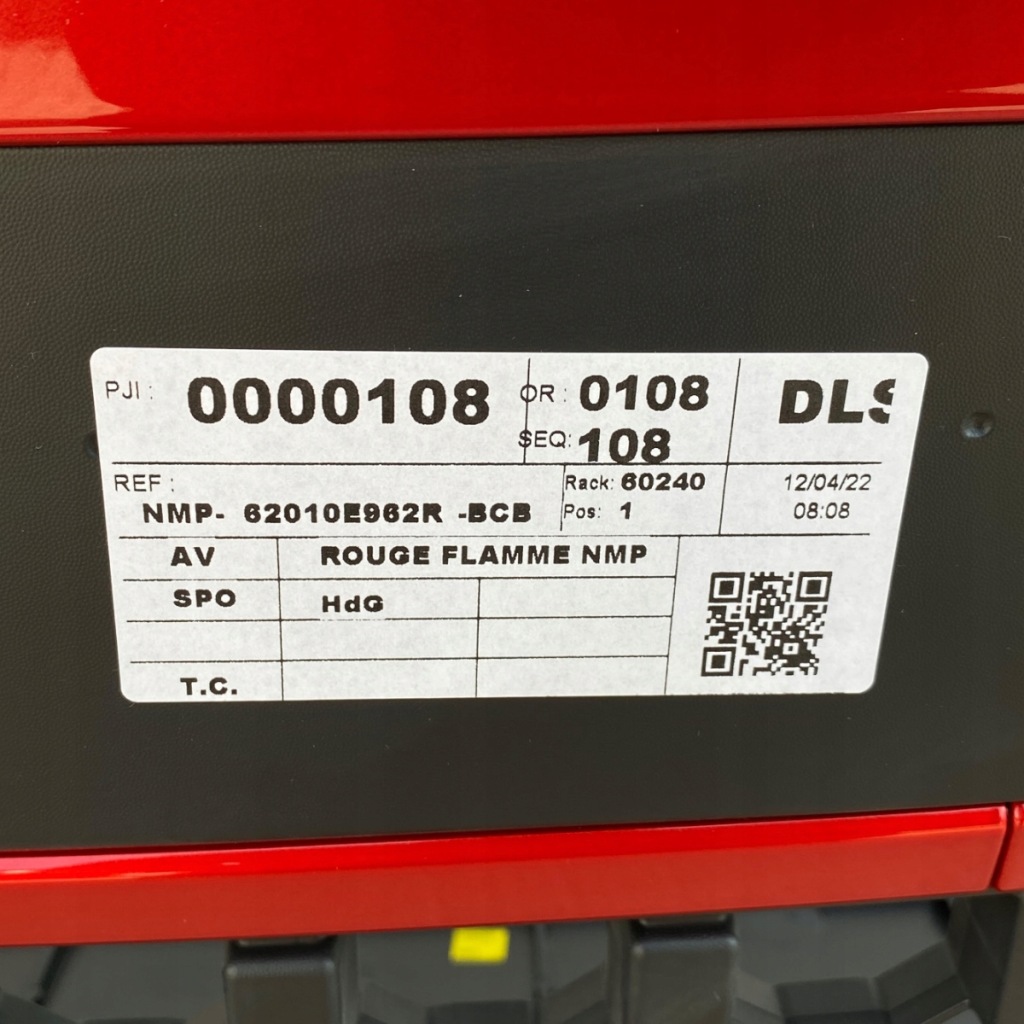 PJI : 0000108
OR : 0108
SEQ: 108
DLS
REF :
NMP- 62010E962R -BCB
Rack: 60240
Pos: 1
12/04/22
08:08
AV ROUGE FLAMME NMP
SPO HdG
T.C.